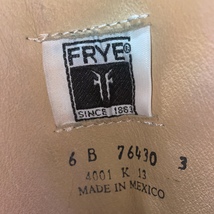 FRYE®
SINCE 1863
6 B 76430 3
4001 K 13
MADE IN MEXICO